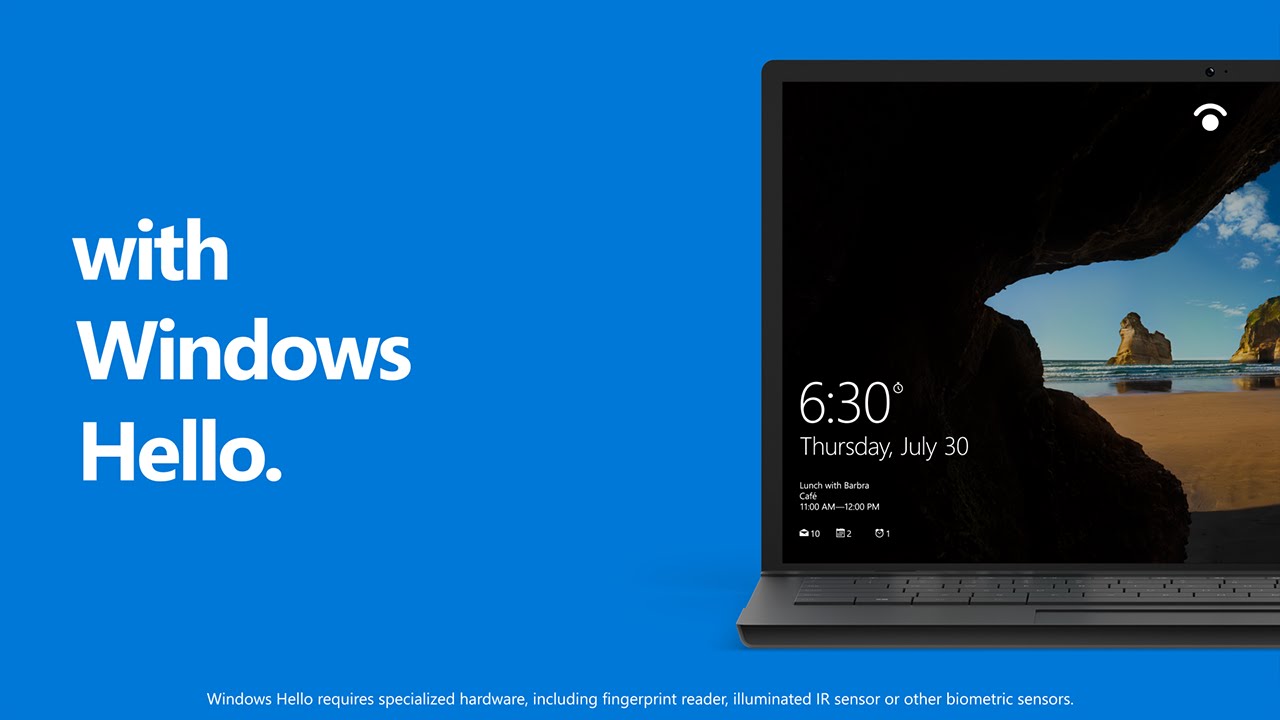 with
Windows
Hello.
6:30
Thursday, July 30
Lunch with Barbra
Café
11:00 AM—12:00 PM
10 2 1
Windows Hello requires specialized hardware, including fingerprint reader, illuminated IR sensor or other biometric sensors.